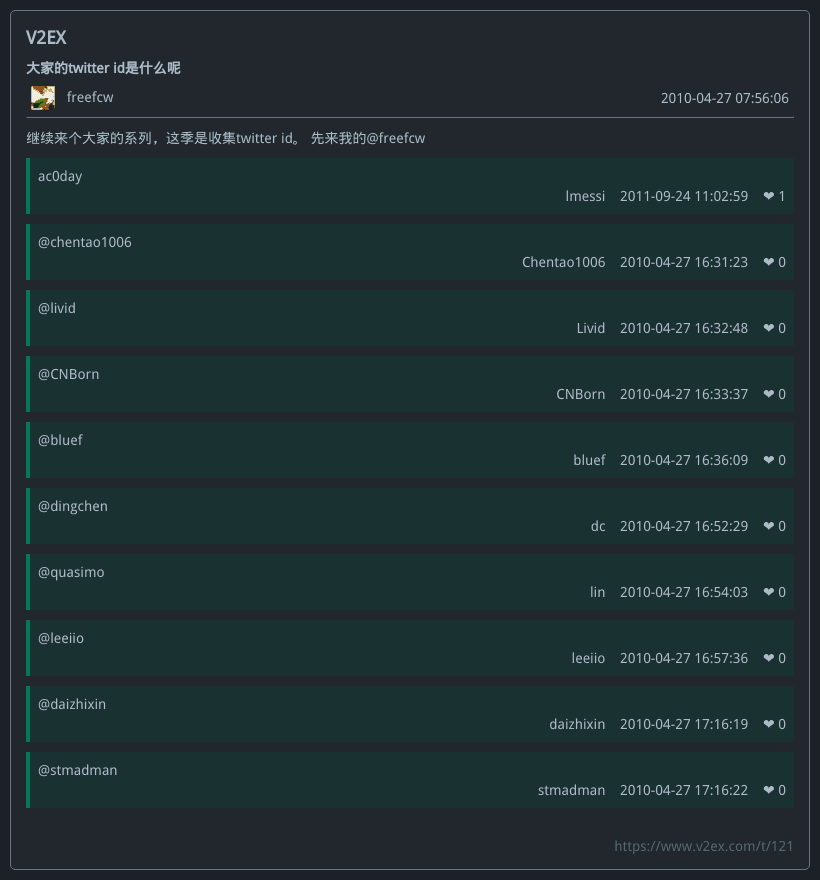 V2EX
大家的twitter id是什么呢
freefcw 2010-04-27 07:56:06
继续来个大家的系列，这季是收集twitter id。 先来我的@freefcw
ac0day
lmessi 2011-09-24 11:02:59 ❤ 1
@chentao1006
Chentao1006 2010-04-27 16:31:23 ❤ 0
@livid
Livid 2010-04-27 16:32:48 ❤ 0
@CNBorn
CNBorn 2010-04-27 16:33:37 ❤ 0
@bluef
bluef 2010-04-27 16:36:09 ❤ 0
@dingchen
dc 2010-04-27 16:52:29 ❤ 0
@quasimo
lin 2010-04-27 16:54:03 ❤ 0
@leeiio
leeiio 2010-04-27 16:57:36 ❤ 0
@daizhixin
daizhixin 2010-04-27 17:16:19 ❤ 0
@stmadman
stmadman 2010-04-27 17:16:22 ❤ 0
https://www.v2ex.com/t/121